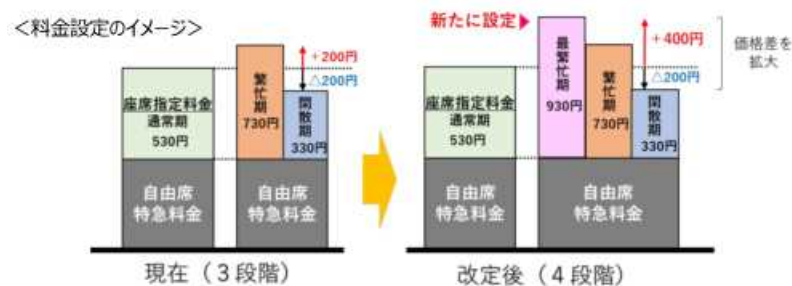 <料金設定のイメージ>
+200円
△200円
座席指定料金
通常期
530円
繁忙期
730円
閑散期
330円
自由席
特急料金
自由席
特急料金
現在(3段階)
新たに設定▶
+400円
△200円
価格差を
拡大
座席指定料金
通常期
530円
最繁忙期
930円
繁忙期
730円
閑散期
330円
自由席
特急料金
自由席
特急料金
改定後(4段階)